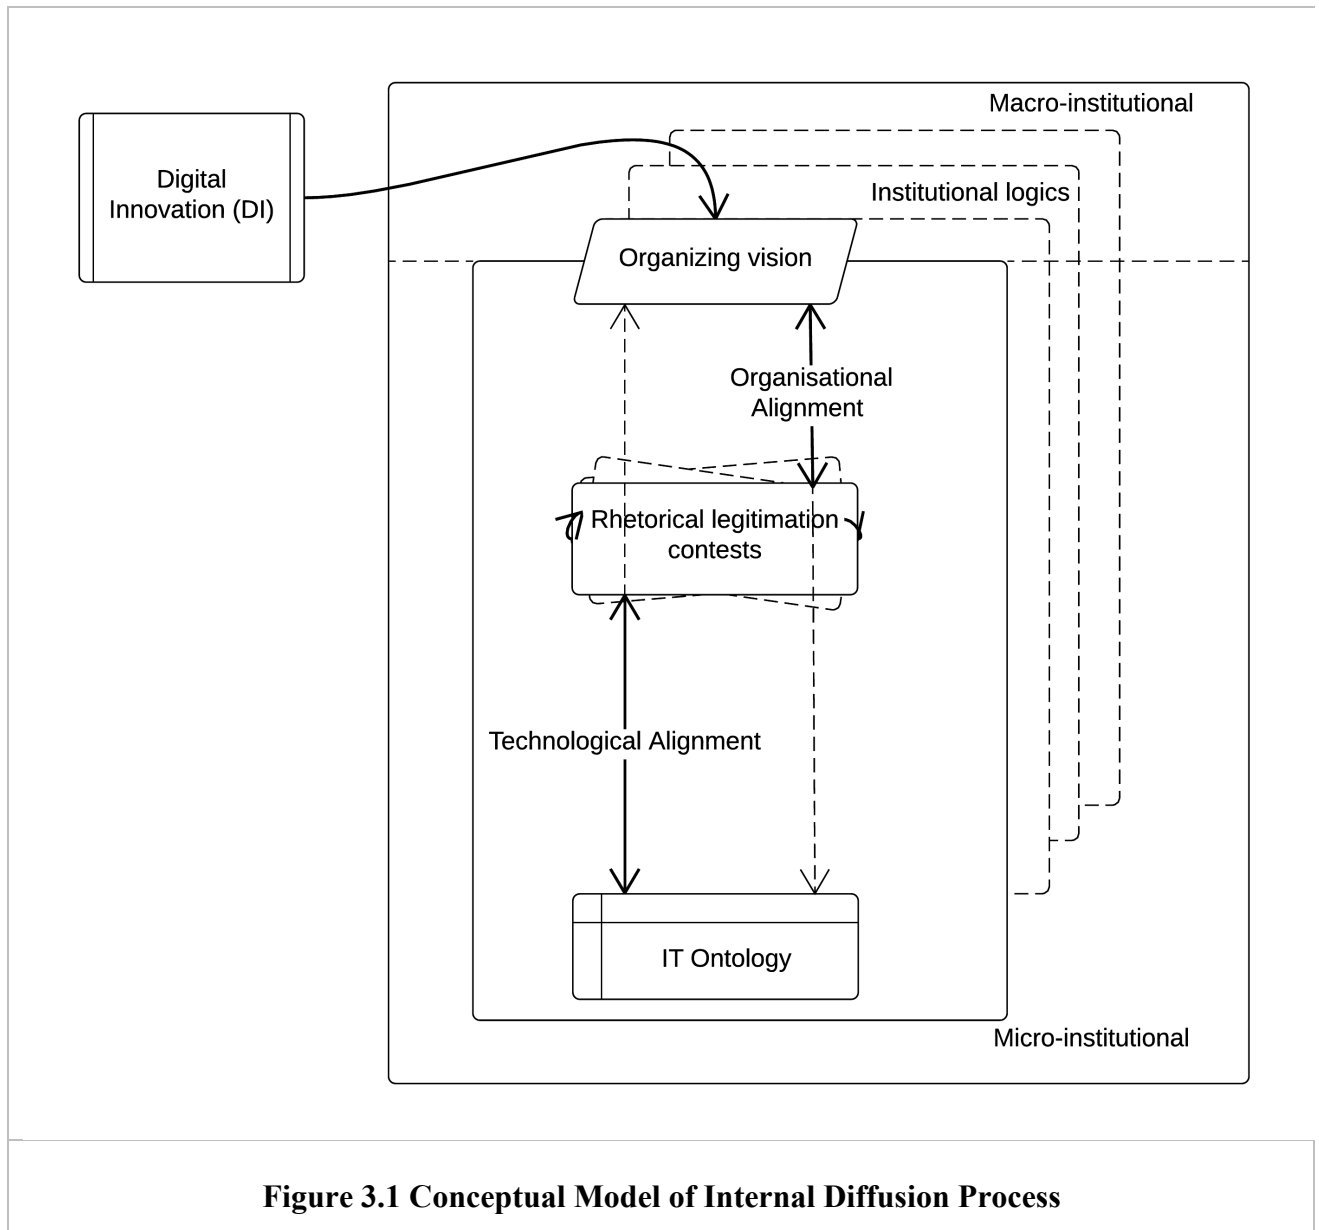 Macro-institutional
Digital
Innovation (DI)
Institutional logics
Organizing vision
Organisational
Alignment
Rhetorical legitimation
contests
Technological Alignment
IT Ontology
Micro-institutional
Figure 3.1 Conceptual Model of Internal Diffusion Process